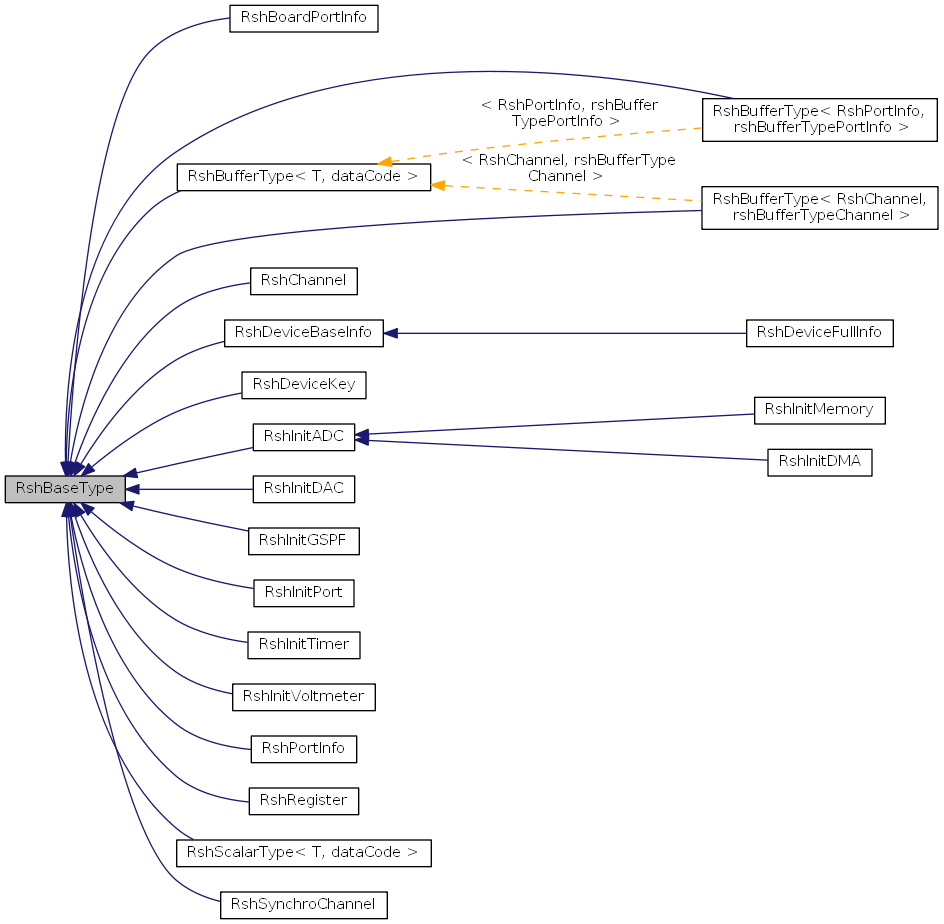 RshBoardPortInfo
< RshPortInfo, rshBuffer
TypePortInfo >
RshBufferType< RshPortInfo,
rshBufferTypePortInfo >
RshBufferType< T, dataCode >
< RshChannel, rshBufferType
Channel >
RshBufferType< RshChannel,
rshBufferTypeChannel >
RshChannel
RshDeviceBaseInfo
RshDeviceFullInfo
RshDeviceKey
RshInitMemory
RshInitADC
RshInitDMA
RshBaseType
RshInitDAC
RshInitGSPF
RshInitPort
RshInitTimer
RshInitVoltmeter
RshPortInfo
RshRegister
RshScalarType< T, dataCode >
RshSynchroChannel